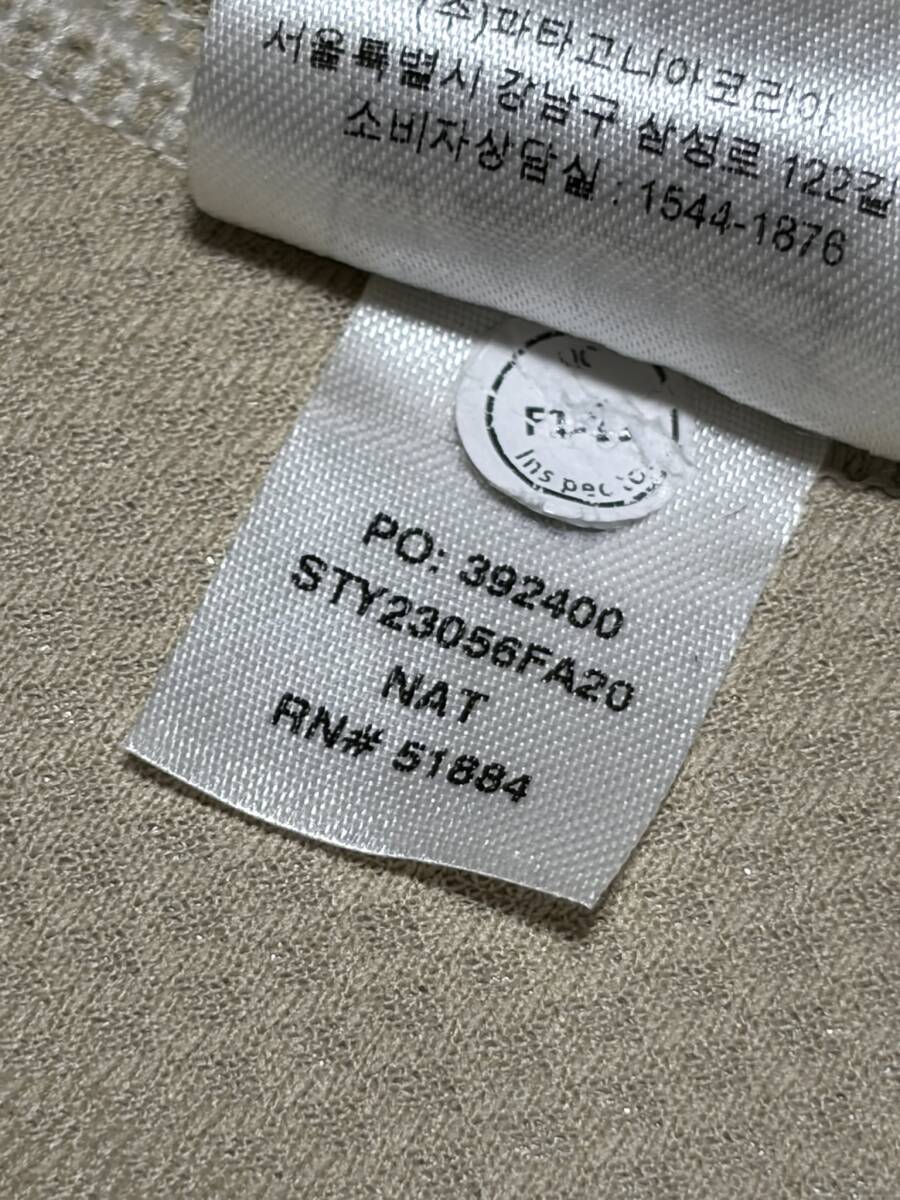 (주)파타고니아코리아
서울특별시 강남구 삼성로 122길
소비자상담실 : 1544-1876
Inspector
PO: 392400
STY23056FA20
NAT
RN# 51884